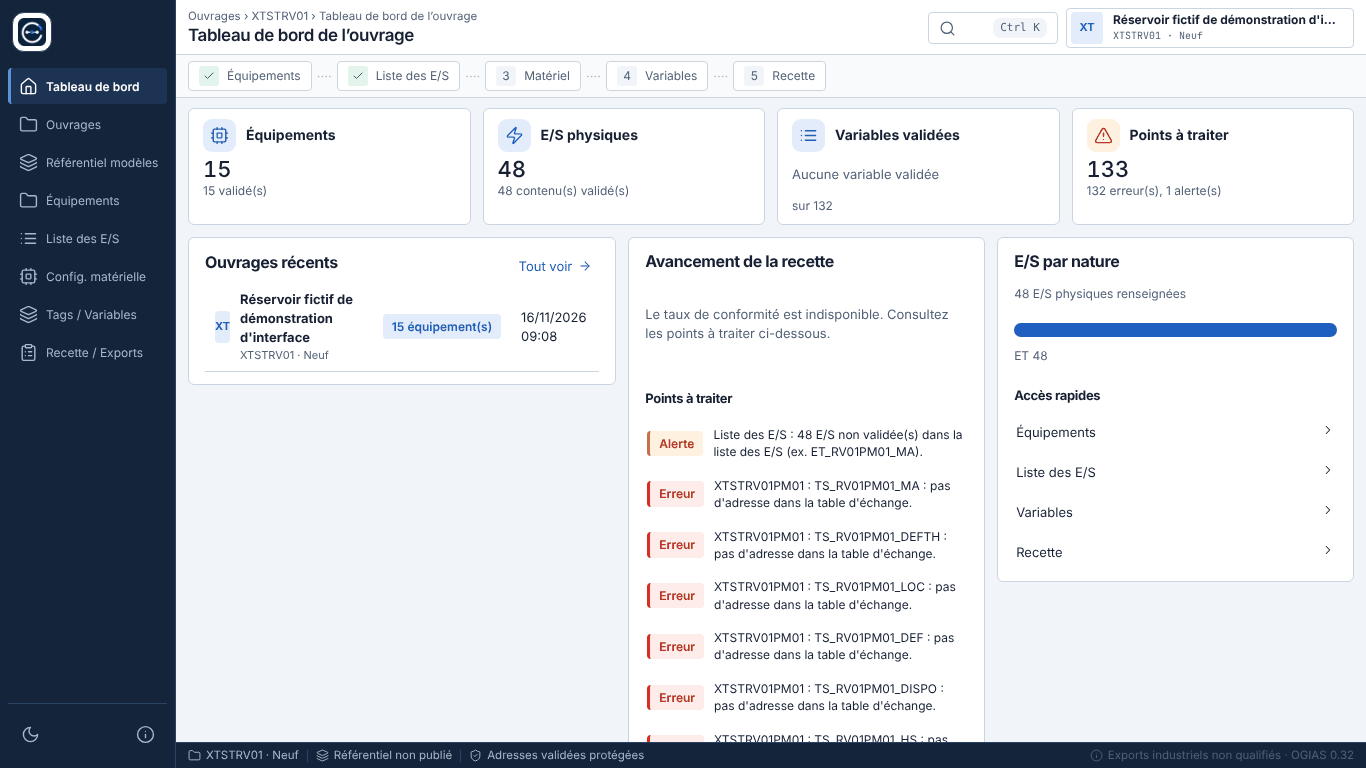 Ouvrages › XTSTRV01 › Tableau de bord de l’ouvrage
Tableau de bord de l’ouvrage
Ctrl K
XT
Réservoir fictif de démonstration d'i…
XTSTRV01 · Neuf
Tableau de bord
Ouvrages
Référentiel modèles
Équipements
Liste des E/S
Config. matérielle
Tags / Variables
Recette / Exports
Équipements
Liste des E/S
3 Matériel
4 Variables
5 Recette
Équipements
15
15 validé(s)
E/S physiques
48
48 contenu(s) validé(s)
Variables validées
Aucune variable validée
sur 132
Points à traiter
133
132 erreur(s), 1 alerte(s)
Ouvrages récents
Tout voir
XT
Réservoir fictif de
démonstration
d'interface
XTSTRV01 · Neuf
15 équipement(s)
16/11/2026
09:08
Avancement de la recette
Le taux de conformité est indisponible. Consultez
les points à traiter ci-dessous.
Points à traiter
Alerte
Liste des E/S : 48 E/S non validée(s) dans la
liste des E/S (ex. ET_RV01PM01_MA).
Erreur
XTSTRV01PM01 : TS_RV01PM01_MA : pas
d'adresse dans la table d'échange.
Erreur
XTSTRV01PM01 : TS_RV01PM01_DEFTH :
pas d'adresse dans la table d'échange.
Erreur
XTSTRV01PM01 : TS_RV01PM01_LOC : pas
d'adresse dans la table d'échange.
Erreur
XTSTRV01PM01 : TS_RV01PM01_DEF : pas
d'adresse dans la table d'échange.
Erreur
XTSTRV01PM01 : TS_RV01PM01_DISPO :
pas d'adresse dans la table d'échange.
XTSTRV01PM01 : TS_RV01PM01_HS : pas
E/S par nature
48 E/S physiques renseignées
ET 48
Accès rapides
Équipements
Liste des E/S
Variables
Recette
XTSTRV01 · Neuf
Référentiel non publié
Adresses validées protégées
Exports industriels non qualifiés · OGIAS 0.32